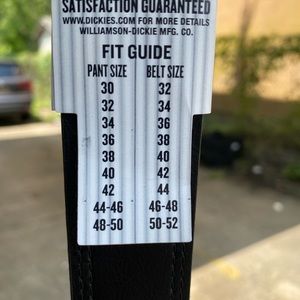 SATISFACTION GUARANTEED
WWW.DICKIES.COM FOR MORE DETAILS
WILLIAMSON-DICKIE MFG. CO.
FIT GUIDE
PANT SIZE BELT SIZE
30 32
32 34
34 36
36 38
38 40
40 42
42 44
44-46 46-48
48-50 50-52